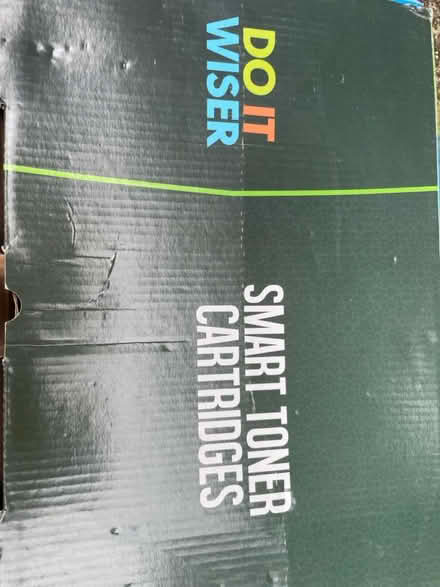 DO IT
WISER
SMART TONER
CARTRIDGES